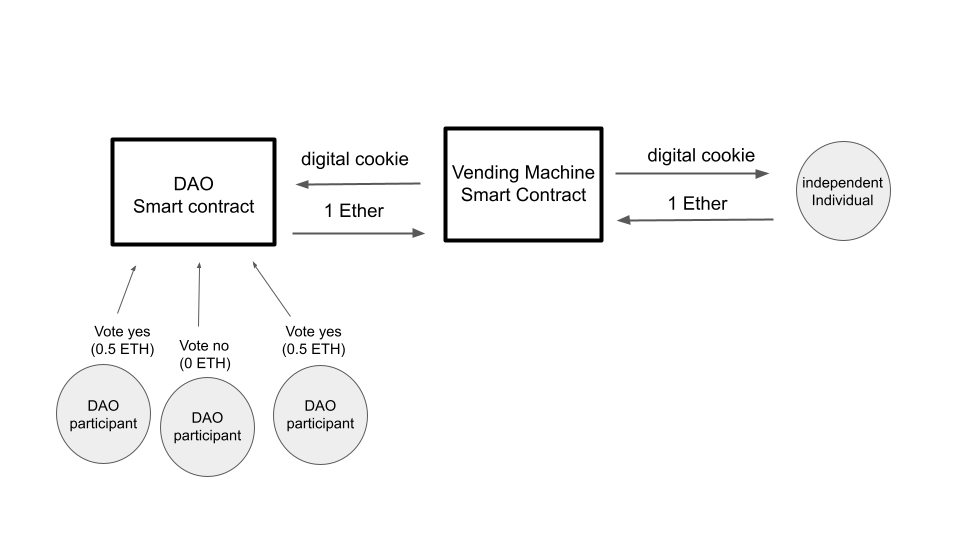 DAO
Smart contract
digital cookie
1 Ether
Vending Machine
Smart Contract
digital cookie
1 Ether
independent
Individual
Vote yes
(0.5 ETH)
Vote no
(0 ETH)
Vote yes
(0.5 ETH)
DAO
participant
DAO
participant
DAO
participant